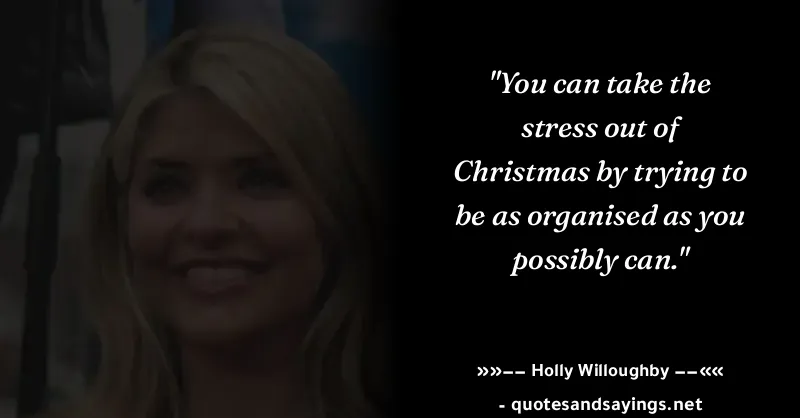 "You can take the
stress out of
Christmas by trying to
be as organised as you
possibly can."
»»−− Holly Willoughby −−««
- quotesandsayings.net